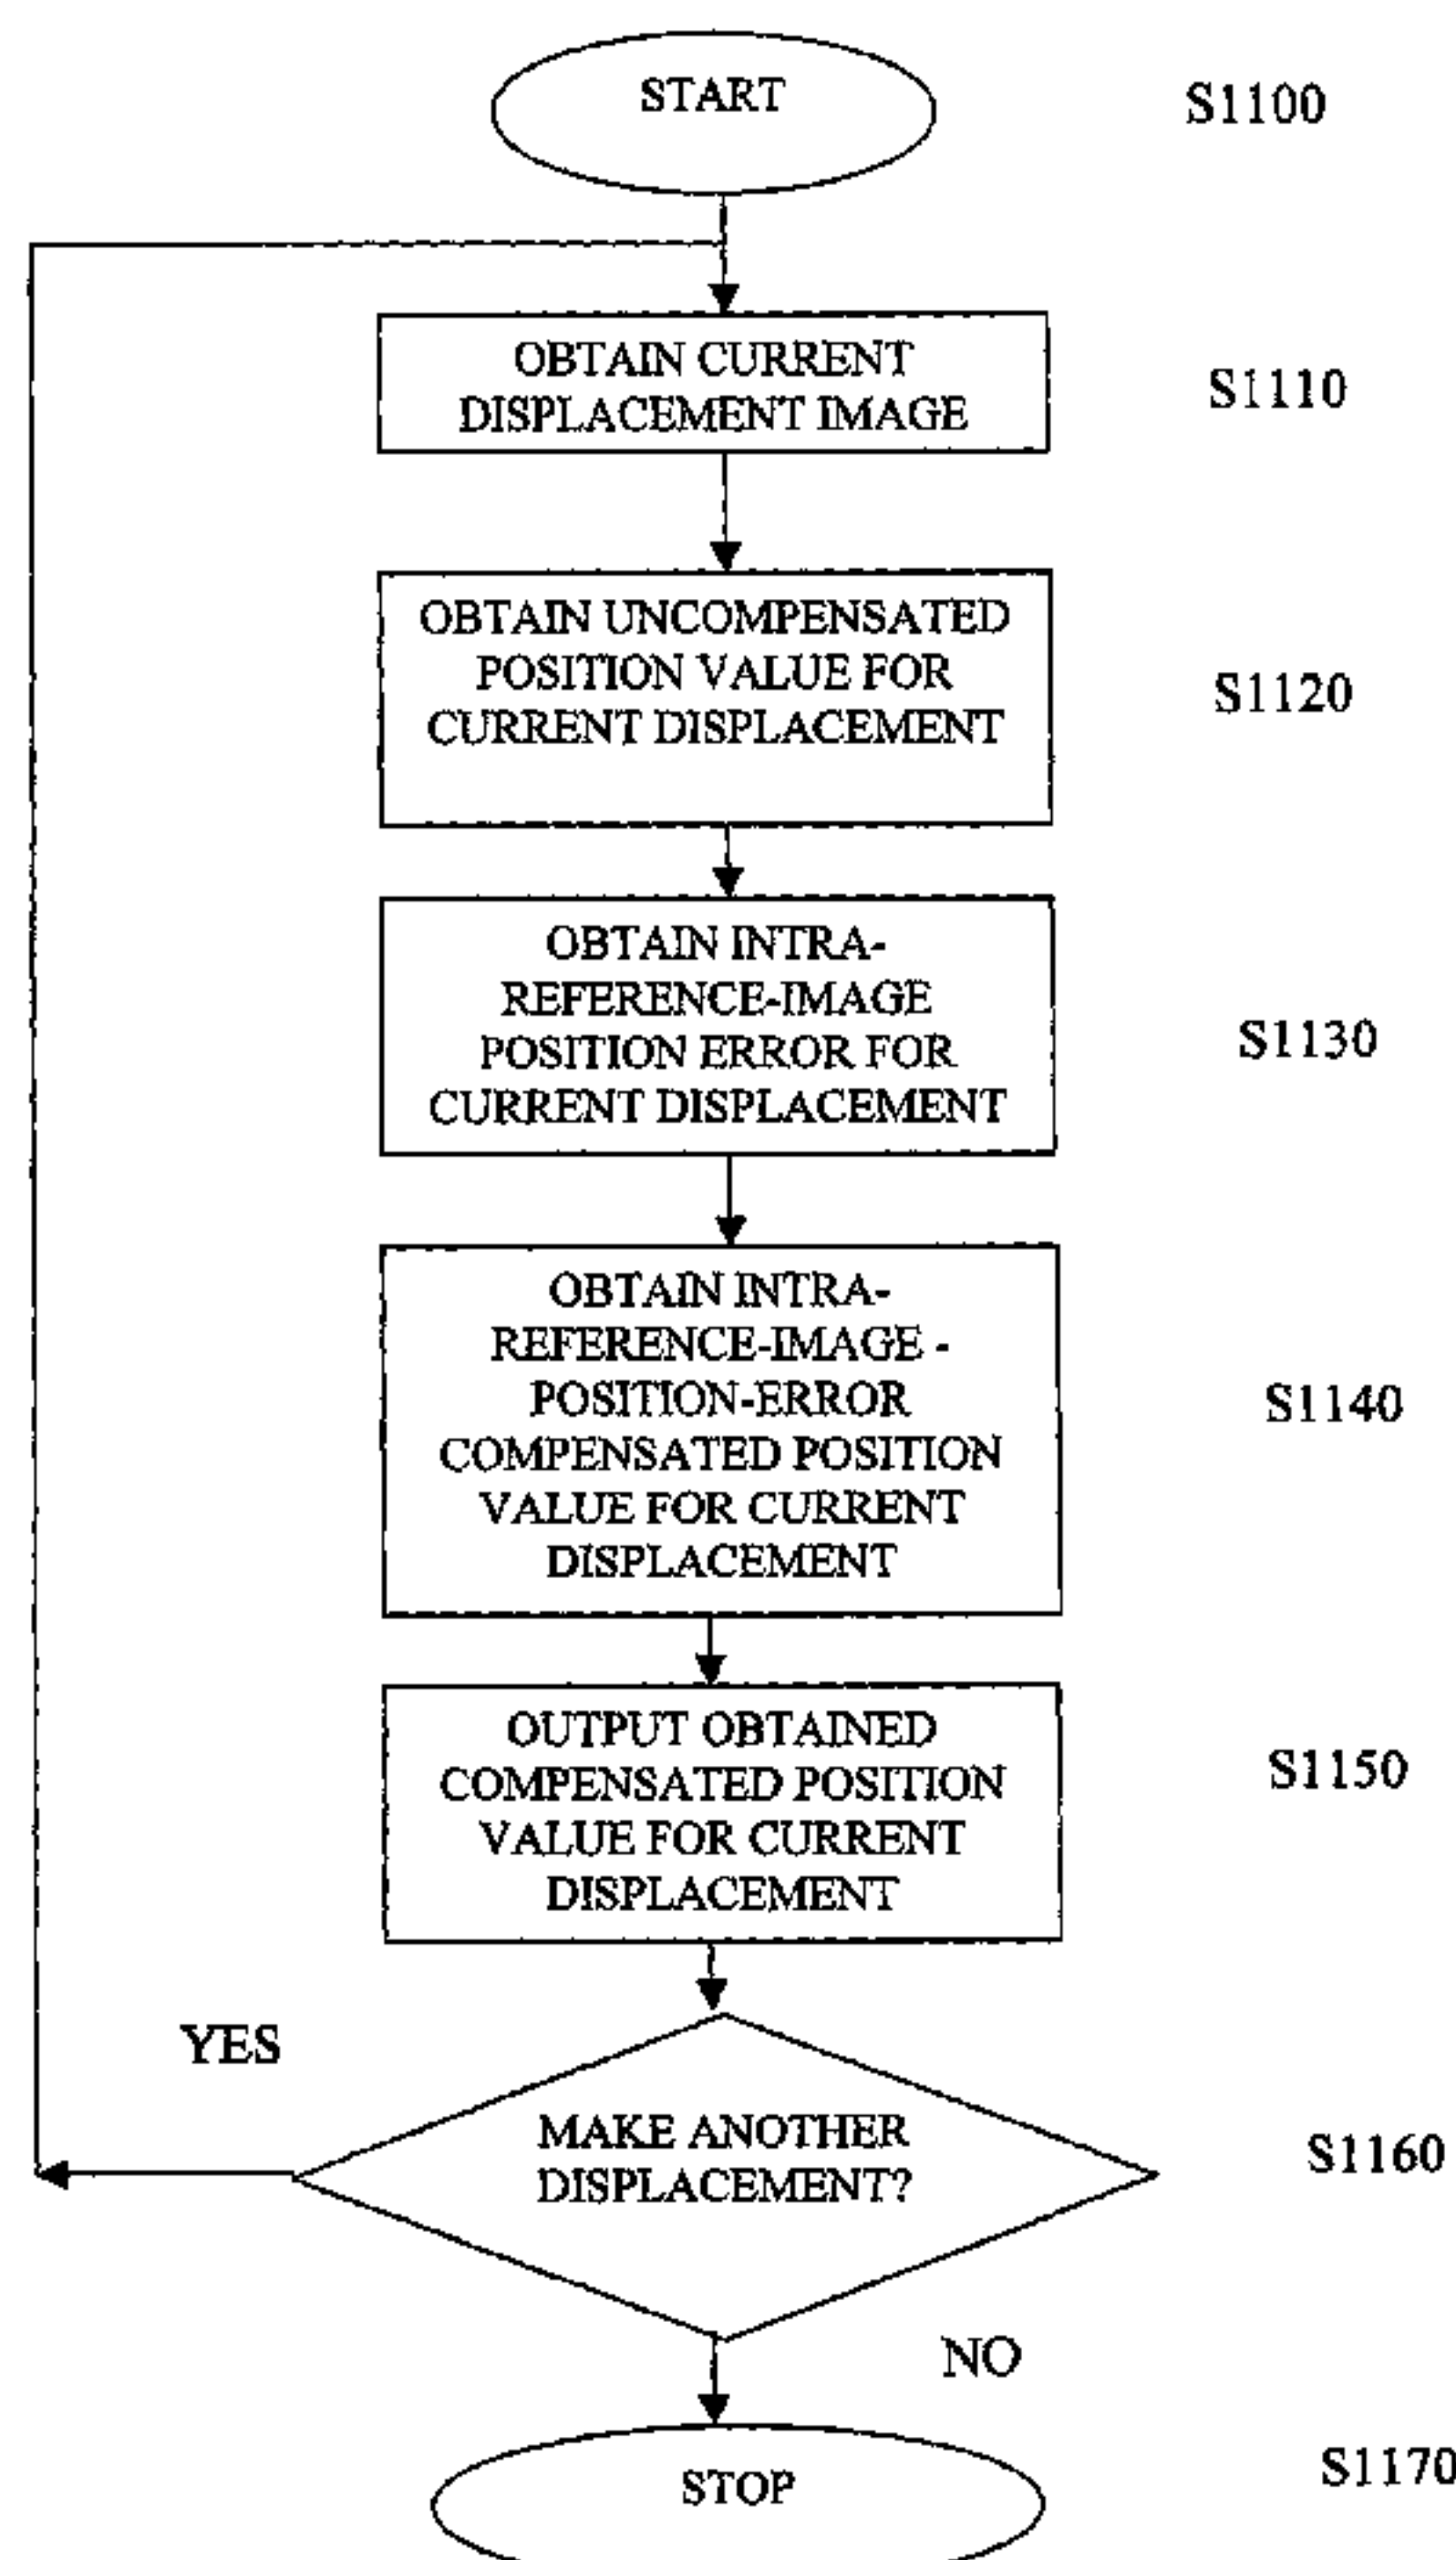 START
S1100
OBTAIN CURRENT
DISPLACEMENT IMAGE
S1110
OBTAIN UNCOMPENSATED
POSITION VALUE FOR
CURRENT DISPLACEMENT
S1120
OBTAIN INTRA-
REFERENCE-IMAGE
POSITION ERROR FOR
CURRENT DISPLACEMENT
S1130
OBTAIN INTRA-
REFERENCE-IMAGE -
POSITION-ERROR
COMPENSATED POSITION
VALUE FOR CURRENT
DISPLACEMENT
S1140
OUTPUT OBTAINED
COMPENSATED POSITION
VALUE FOR CURRENT
DISPLACEMENT
S1150
YES
MAKE ANOTHER
DISPLACEMENT?
S1160
NO
STOP
S1170